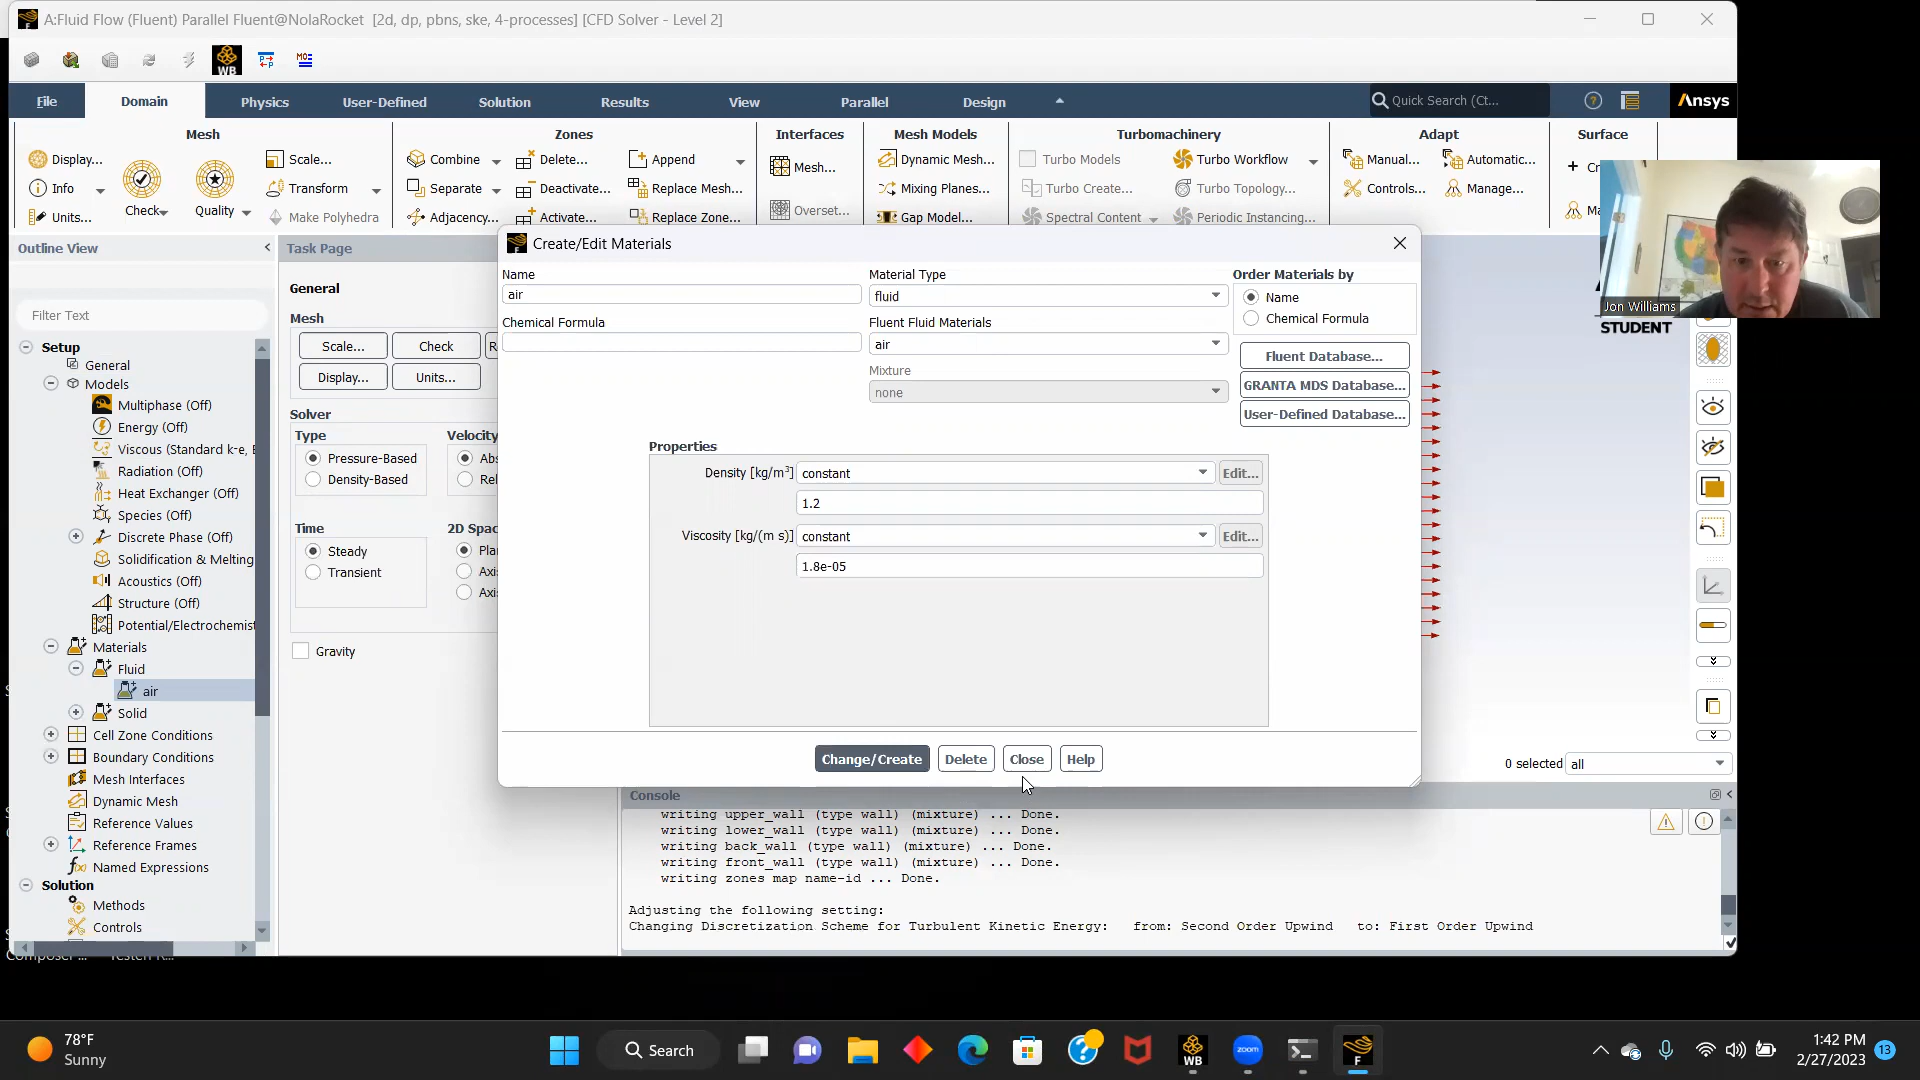 A:Fluid Flow (Fluent) Parallel Fluent@NolaRocket [2d, dp, pbns, ske, 4-processes] [CFD Solver - Level 2]
WB
File Domain Physics User-Defined Solution Results View Parallel Design Quick Search (Ct... Ansys
Mesh Zones Interfaces Mesh Models Turbomachinery Adapt Surface
Display... Scale... Combine Delete... Append Mesh... Dynamic Mesh... Turbo Models Turbo Workflow Manual... Automatic...
Info Transform Separate Deactivate... Replace Mesh... Mixing Planes... Turbo Create... Turbo Topology... Controls... Manage...
Units... Check Quality Make Polyhedra Adjacency... Activate... Replace Zone... Overset... Gap Model... Spectral Content Periodic Instancing...
Outline View
Filter Text
Setup
General
Models
Multiphase (Off)
Energy (Off)
Viscous (Standard k-e, E
Radiation (Off)
Heat Exchanger (Off)
Species (Off)
Discrete Phase (Off)
Solidification & Melting
Acoustics (Off)
Structure (Off)
Potential/Electrochemist
Materials
Fluid
air
Solid
Cell Zone Conditions
Boundary Conditions
Mesh Interfaces
Dynamic Mesh
Reference Values
Reference Frames
Named Expressions
Solution
Methods
Controls
Task Page
General
Mesh
Scale... Check
Display... Units...
Solver
Type Velocity
Pressure-Based
Density-Based
Time 2D Spac
Steady
Transient
Gravity
Create/Edit Materials
Name
air
Chemical Formula
Material Type
fluid
Fluent Fluid Materials
air
Mixture
none
Order Materials by
Name
Chemical Formula
Fluent Database...
GRANTA MDS Database...
User-Defined Database...
Properties
Density [kg/m³] constant Edit...
1.2
Viscosity [kg/(m s)] constant Edit...
1.8e-05
Change/Create Delete Close Help
Jon Williams
STUDENT
0 selected all
Console
writing upper_wall (type wall) (mixture) ... Done.
writing lower_wall (type wall) (mixture) ... Done.
writing back_wall (type wall) (mixture) ... Done.
writing front_wall (type wall) (mixture) ... Done.
writing zones map name-id ... Done.
Adjusting the following setting:
Changing Discretization Scheme for Turbulent Kinetic Energy: from: Second Order Upwind to: First Order Upwind
78°F
Sunny
Search
WB
zoom
1:42 PM
2/27/2023
13